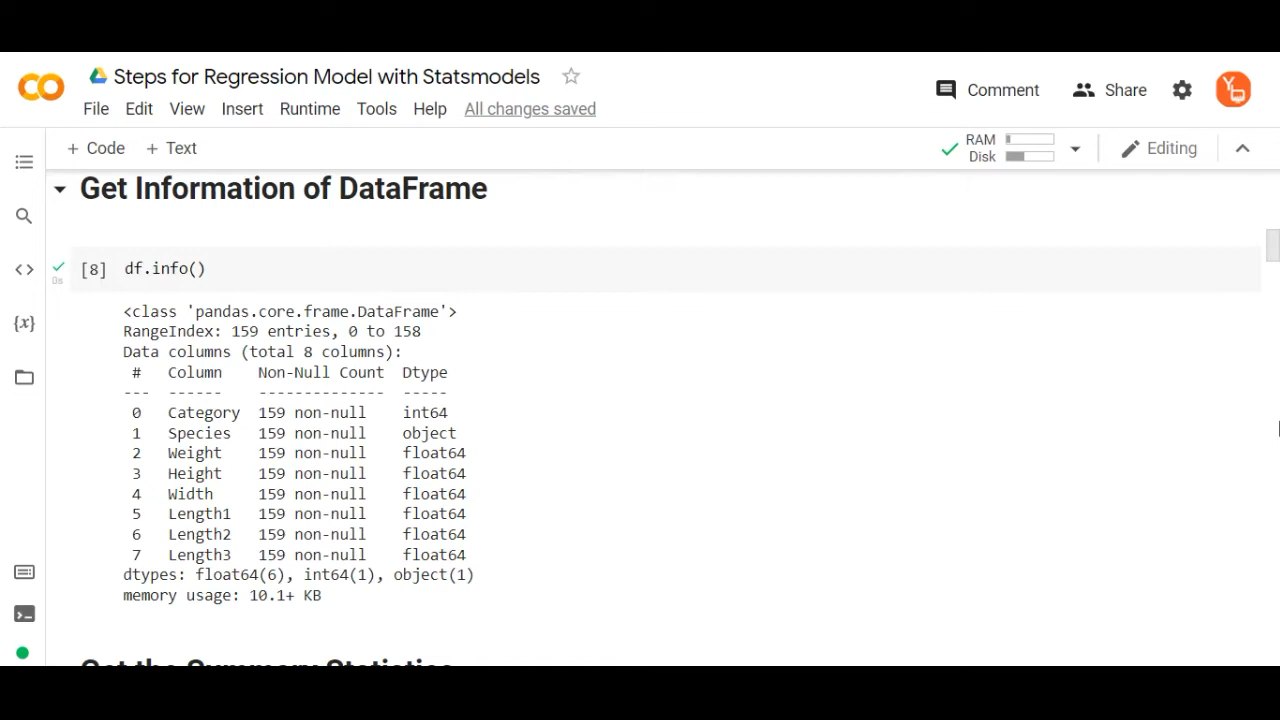 Steps for Regression Model with Statsmodels
File Edit View Insert Runtime Tools Help All changes saved
Comment Share
+ Code + Text
RAM
Disk
Editing
Get Information of DataFrame
[8] df.info()
0s
<class 'pandas.core.frame.DataFrame'>
RangeIndex: 159 entries, 0 to 158
Data columns (total 8 columns):
# Column Non-Null Count Dtype
--- ------ -------------- -----
0 Category 159 non-null int64
1 Species 159 non-null object
2 Weight 159 non-null float64
3 Height 159 non-null float64
4 Width 159 non-null float64
5 Length1 159 non-null float64
6 Length2 159 non-null float64
7 Length3 159 non-null float64
dtypes: float64(6), int64(1), object(1)
memory usage: 10.1+ KB
Get the Summary Statistics